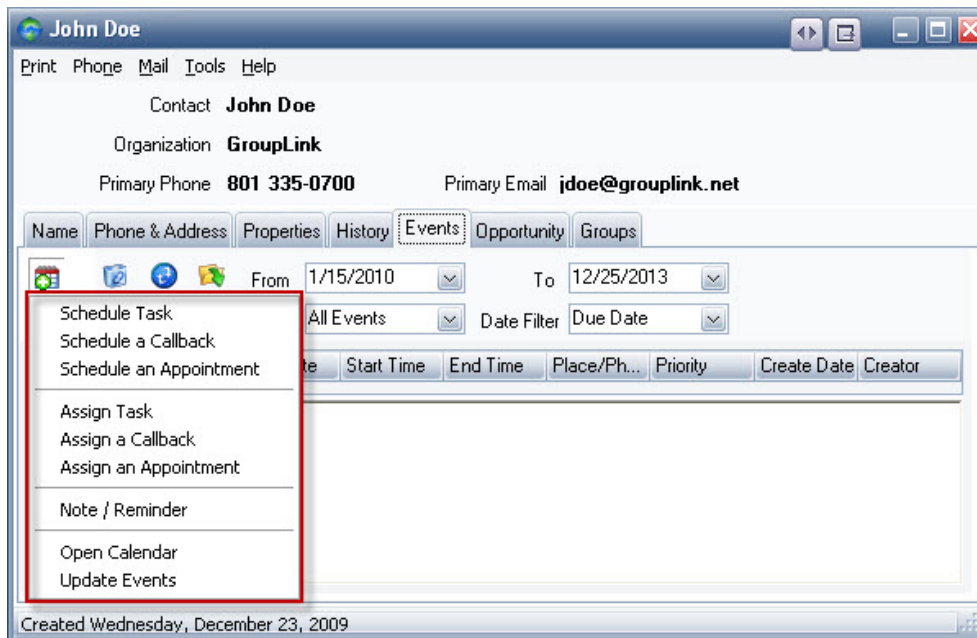 John Doe
Print Phone Mail Tools Help
Contact John Doe
Organization GroupLink
Primary Phone 801 335-0700 Primary Email jdoe@grouplink.net
Name Phone & Address Properties History Events Opportunity Groups
From 1/15/2010 To 12/25/2013
All Events Date Filter Due Date
te Start Time End Time Place/Ph... Priority Create Date Creator
Schedule Task
Schedule a Callback
Schedule an Appointment
Assign Task
Assign a Callback
Assign an Appointment
Note / Reminder
Open Calendar
Update Events
Created Wednesday, December 23, 2009